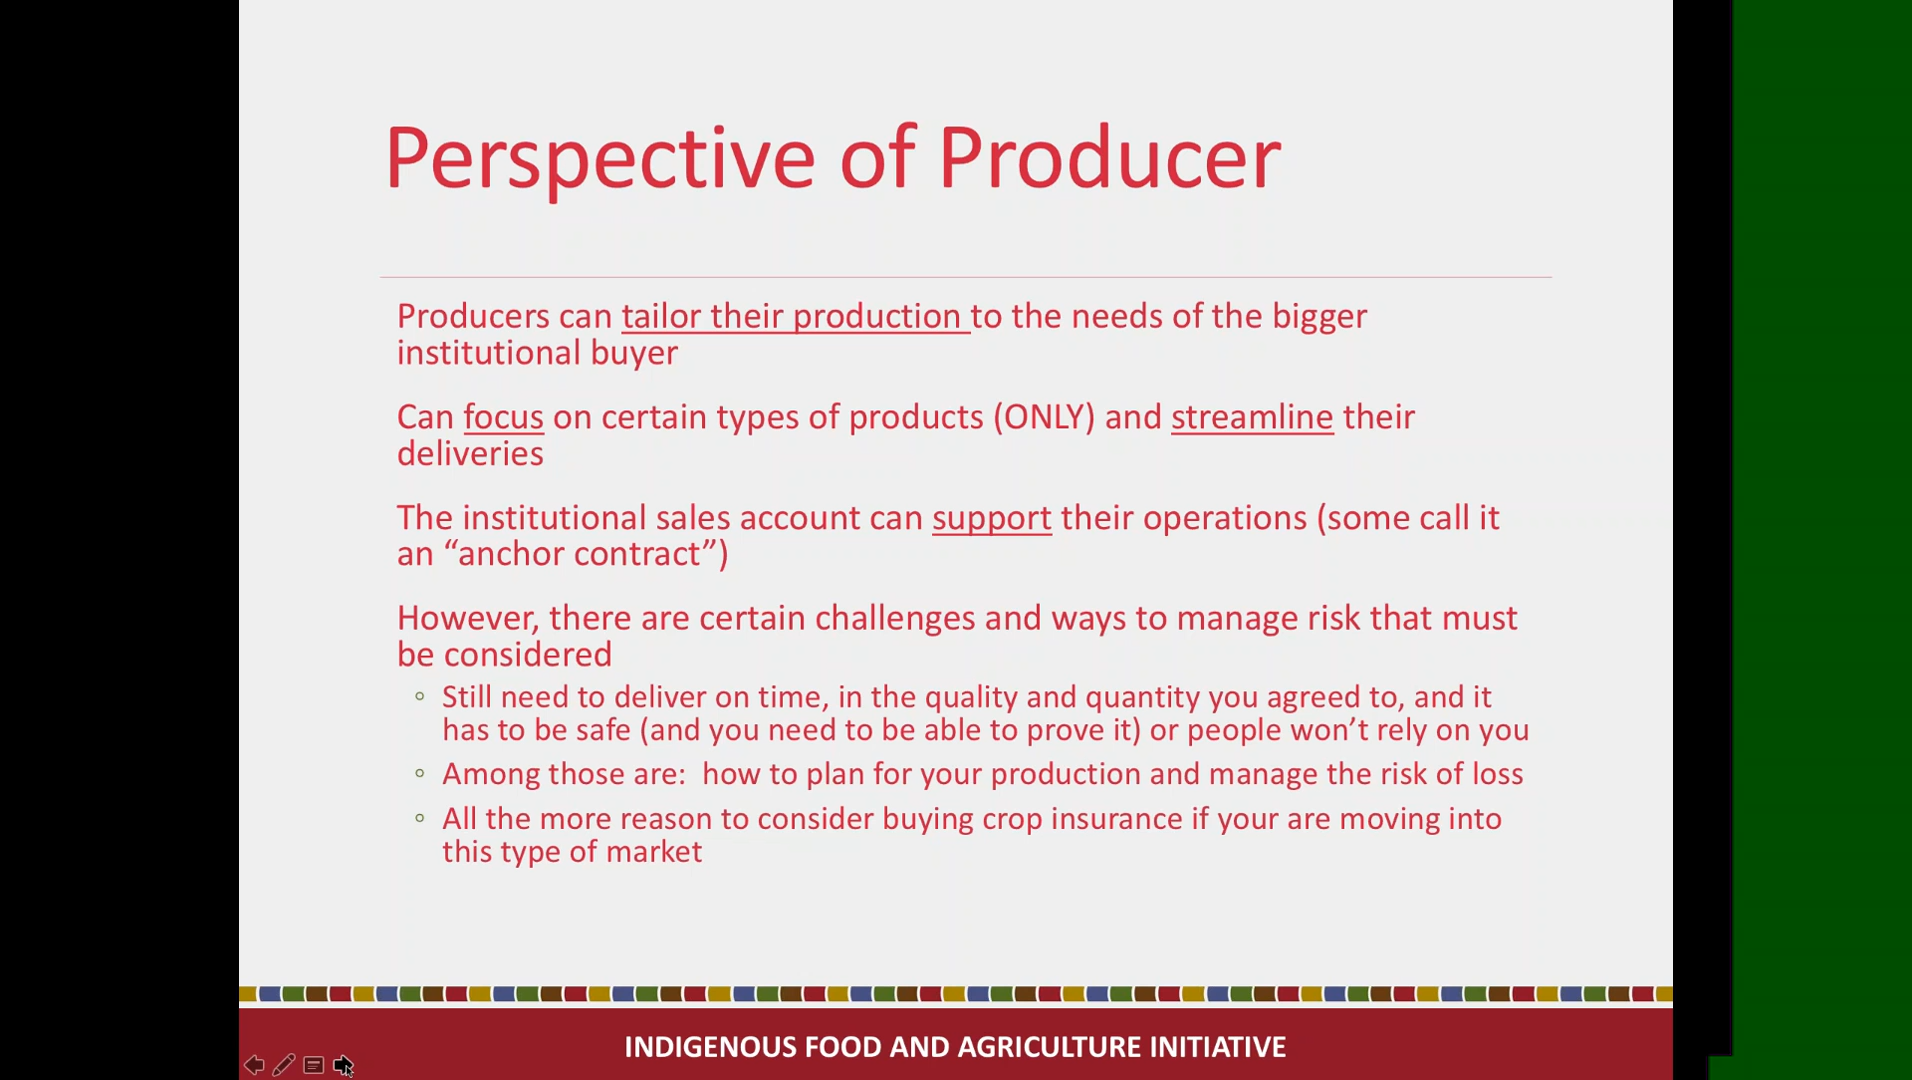 Perspective of Producer
Producers can tailor their production to the needs of the bigger
institutional buyer
Can focus on certain types of products (ONLY) and streamline their
deliveries
The institutional sales account can support their operations (some call it
an “anchor contract”)
However, there are certain challenges and ways to manage risk that must
be considered
◦ Still need to deliver on time, in the quality and quantity you agreed to, and it
has to be safe (and you need to be able to prove it) or people won’t rely on you
◦ Among those are:  how to plan for your production and manage the risk of loss
◦ All the more reason to consider buying crop insurance if your are moving into
this type of market
INDIGENOUS FOOD AND AGRICULTURE INITIATIVE